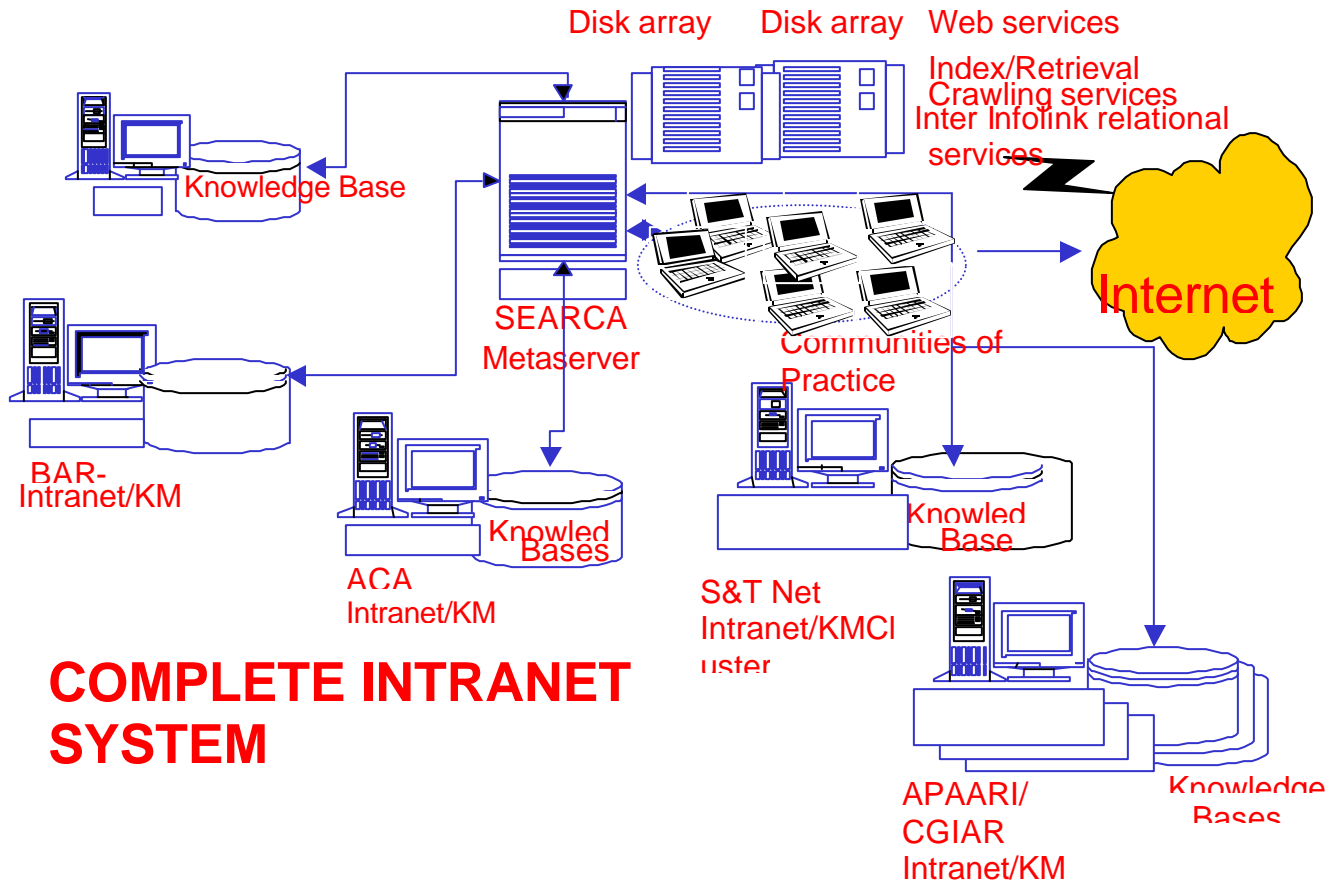 Disk array
Disk array
Web services
Index/Retrieval
Crawling services
Inter Infolink relational
services
Knowledge Base
Internet
SEARCA
Metaserver
Communities of
Practice
BAR-
Intranet/KM
Knowled
Bases
ACA
Intranet/KM
Knowled
Base
S&T Net
Intranet/KMCl
uster
COMPLETE INTRANET
SYSTEM
APAARI/
CGIAR
Intranet/KM
Knowledge
Bases